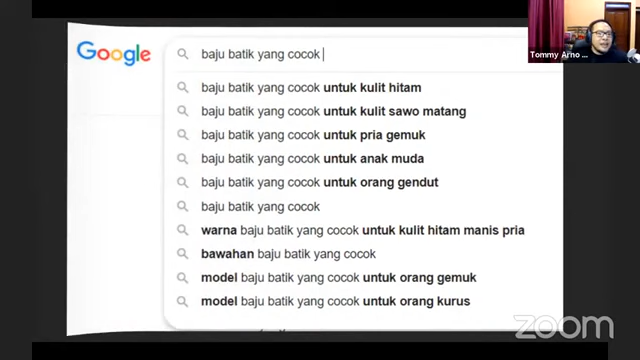 Google
baju batik yang cocok
baju batik yang cocok untuk kulit hitam
baju batik yang cocok untuk kulit sawo matang
baju batik yang cocok untuk pria gemuk
baju batik yang cocok untuk anak muda
baju batik yang cocok untuk orang gendut
baju batik yang cocok
warna baju batik yang cocok untuk kulit hitam manis pria
bawahan baju batik yang cocok
model baju batik yang cocok untuk orang gemuk
model baju batik yang cocok untuk orang kurus
Tommy Arno ...
zoom